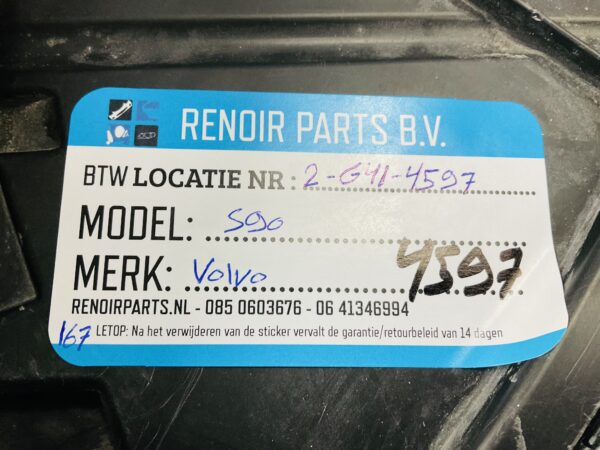 RENOIR PARTS B.V.
BTW LOCATIE NR : 2-G41-4597
MODEL: S90
MERK: Volvo 4597
RENOIRPARTS.NL - 085 0603676 - 06 41346994
167 LETOP: Na het verwijderen van de sticker vervalt de garantie/retourbeleid van 14 dagen